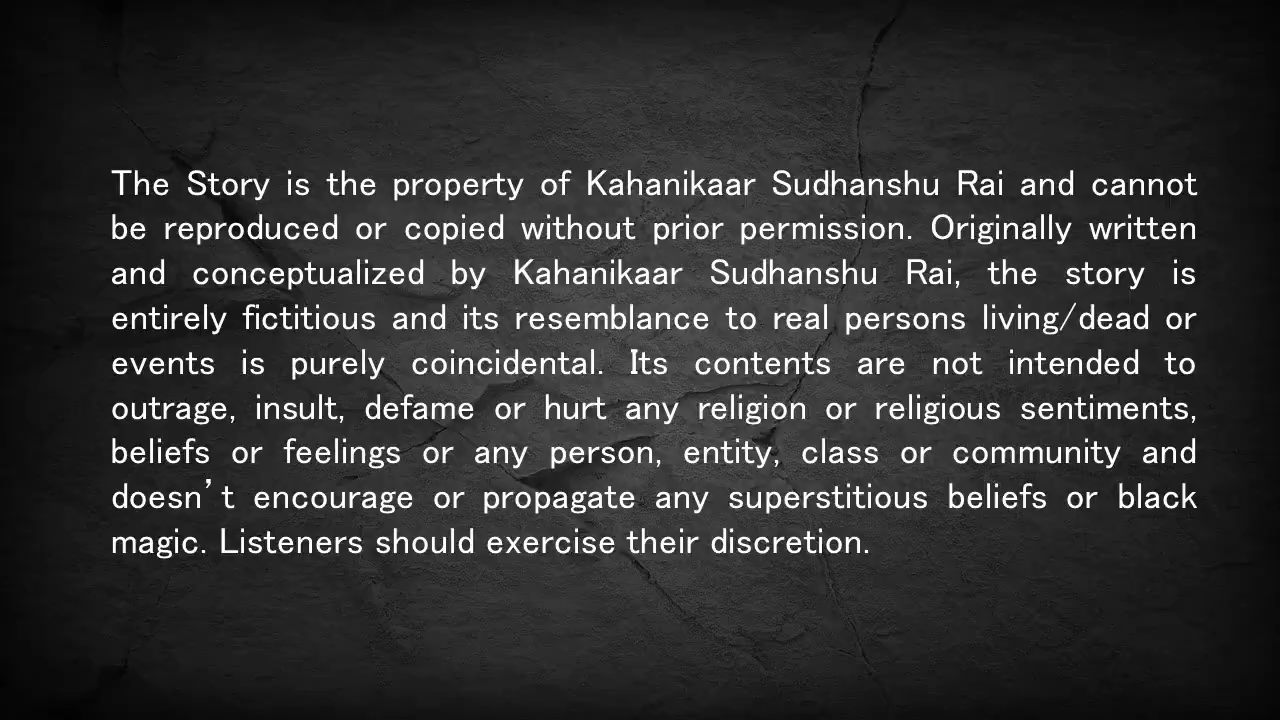 The Story is the property of Kahanikaar Sudhanshu Rai and cannot
be reproduced or copied without prior permission. Originally written
and conceptualized by Kahanikaar Sudhanshu Rai, the story is
entirely fictitious and its resemblance to real persons living/dead or
events is purely coincidental. Its contents are not intended to
outrage, insult, defame or hurt any religion or religious sentiments,
beliefs or feelings or any person, entity, class or community and
doesn’t encourage or propagate any superstitious beliefs or black
magic. Listeners should exercise their discretion.